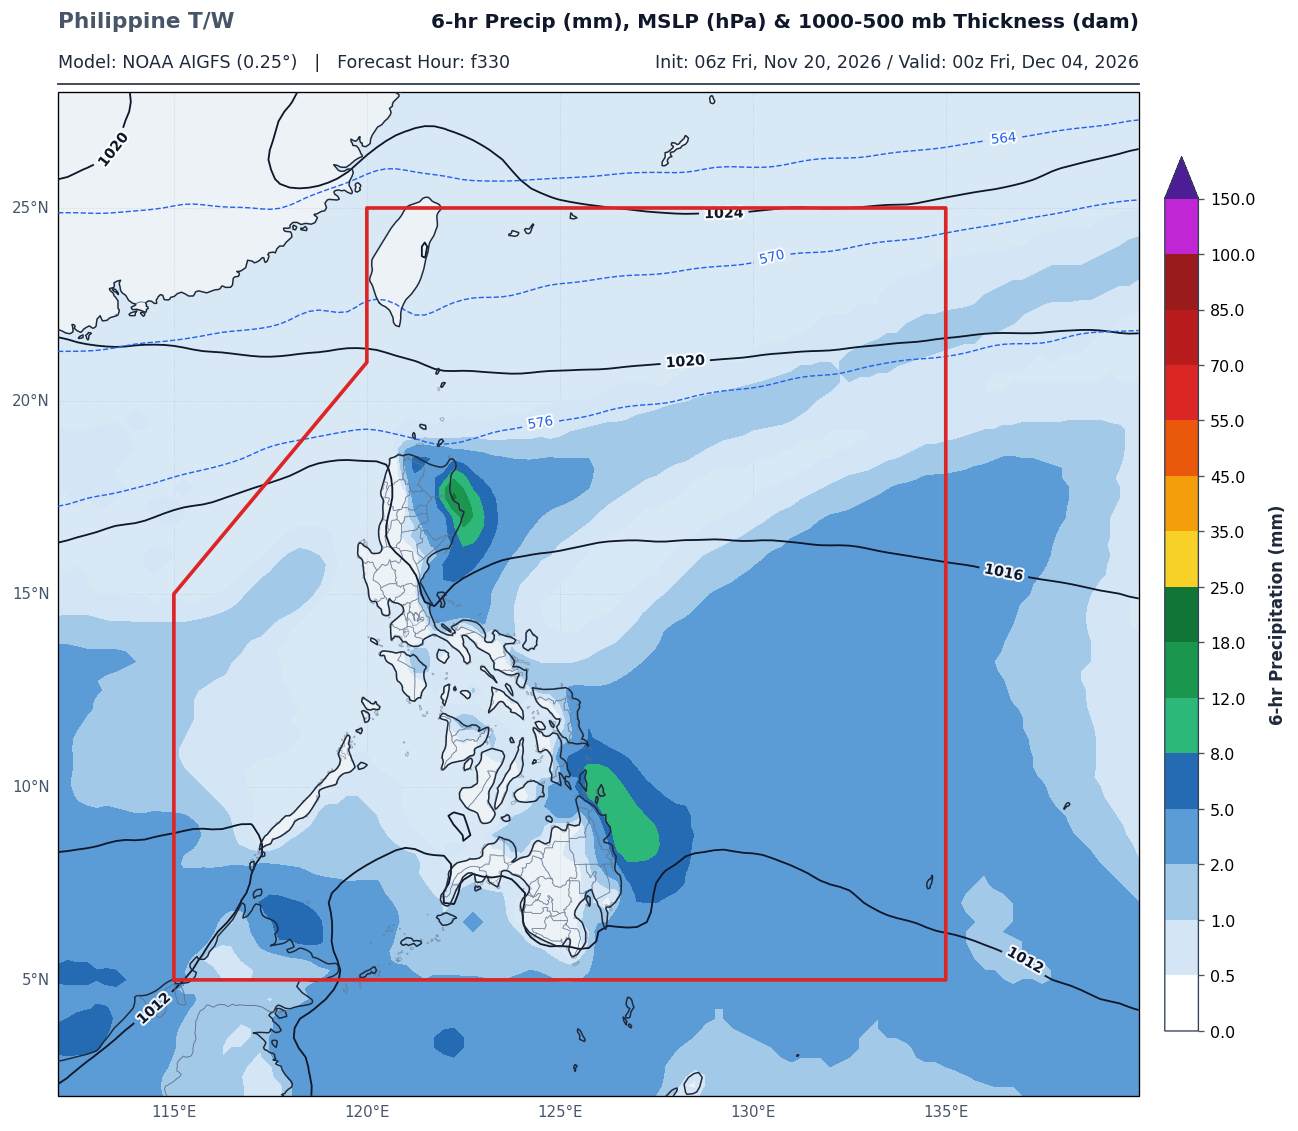 Philippine T/W
6-hr Precip (mm), MSLP (hPa) & 1000-500 mb Thickness (dam)
Model: NOAA AIGFS (0.25°) | Forecast Hour: f330
Init: 06z Fri, Nov 20, 2026 / Valid: 00z Fri, Dec 04, 2026
1020
564
1024
570
1020
576
1016
1012
1012
25°N
20°N
15°N
10°N
5°N
115°E
120°E
125°E
130°E
135°E
150.0
100.0
85.0
70.0
55.0
45.0
35.0
25.0
18.0
12.0
8.0
5.0
2.0
1.0
0.5
0.0
6-hr Precipitation (mm)